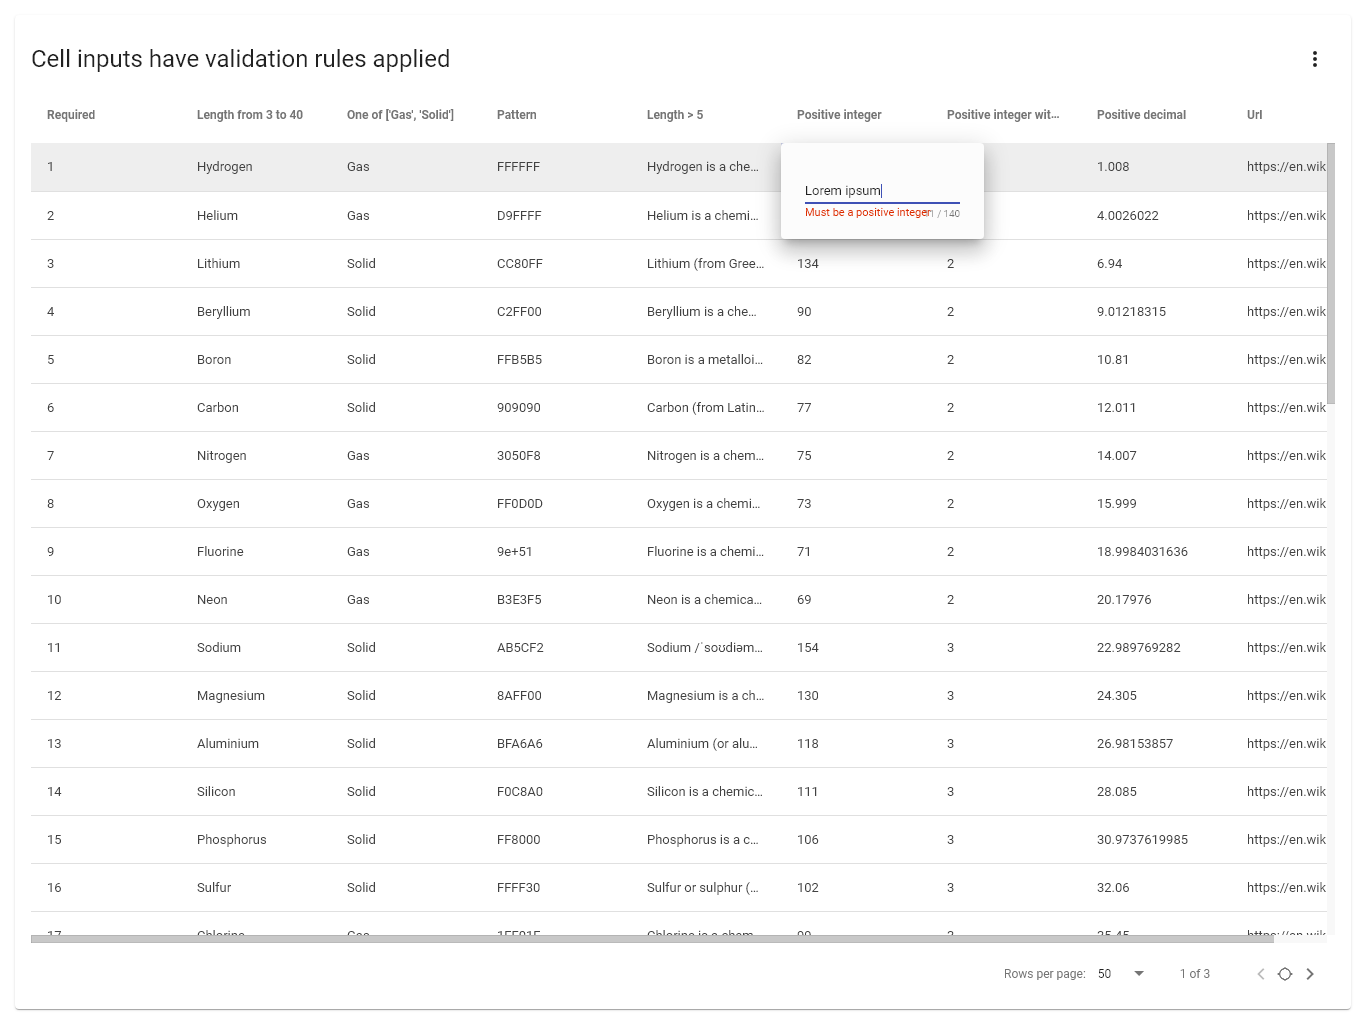 Cell inputs have validation rules applied
Required Length from 3 to 40 One of ['Gas', 'Solid'] Pattern Length > 5 Positive integer Positive integer wit… Positive decimal Url
1 Hydrogen Gas FFFFFF Hydrogen is a che… 1.008 https://en.wik
Lorem ipsum
Must be a positive integer / 140
2 Helium Gas D9FFFF Helium is a chemi… 4.0026022 https://en.wik
3 Lithium Solid CC80FF Lithium (from Gree… 134 2 6.94 https://en.wik
4 Beryllium Solid C2FF00 Beryllium is a che… 90 2 9.01218315 https://en.wik
5 Boron Solid FFB5B5 Boron is a metalloi… 82 2 10.81 https://en.wik
6 Carbon Solid 909090 Carbon (from Latin… 77 2 12.011 https://en.wik
7 Nitrogen Gas 3050F8 Nitrogen is a chem… 75 2 14.007 https://en.wik
8 Oxygen Gas FF0D0D Oxygen is a chemi… 73 2 15.999 https://en.wik
9 Fluorine Gas 9e+51 Fluorine is a chemi… 71 2 18.9984031636 https://en.wik
10 Neon Gas B3E3F5 Neon is a chemica… 69 2 20.17976 https://en.wik
11 Sodium Solid AB5CF2 Sodium /ˈsoʊdiəm… 154 3 22.989769282 https://en.wik
12 Magnesium Solid 8AFF00 Magnesium is a ch… 130 3 24.305 https://en.wik
13 Aluminium Solid BFA6A6 Aluminium (or alu… 118 3 26.98153857 https://en.wik
14 Silicon Solid F0C8A0 Silicon is a chemic… 111 3 28.085 https://en.wik
15 Phosphorus Solid FF8000 Phosphorus is a c… 106 3 30.9737619985 https://en.wik
16 Sulfur Solid FFFF30 Sulfur or sulphur (… 102 3 32.06 https://en.wik
17 Chlorine Gas Chlorine is a chem… https://en.wik
Rows per page: 50 1 of 3